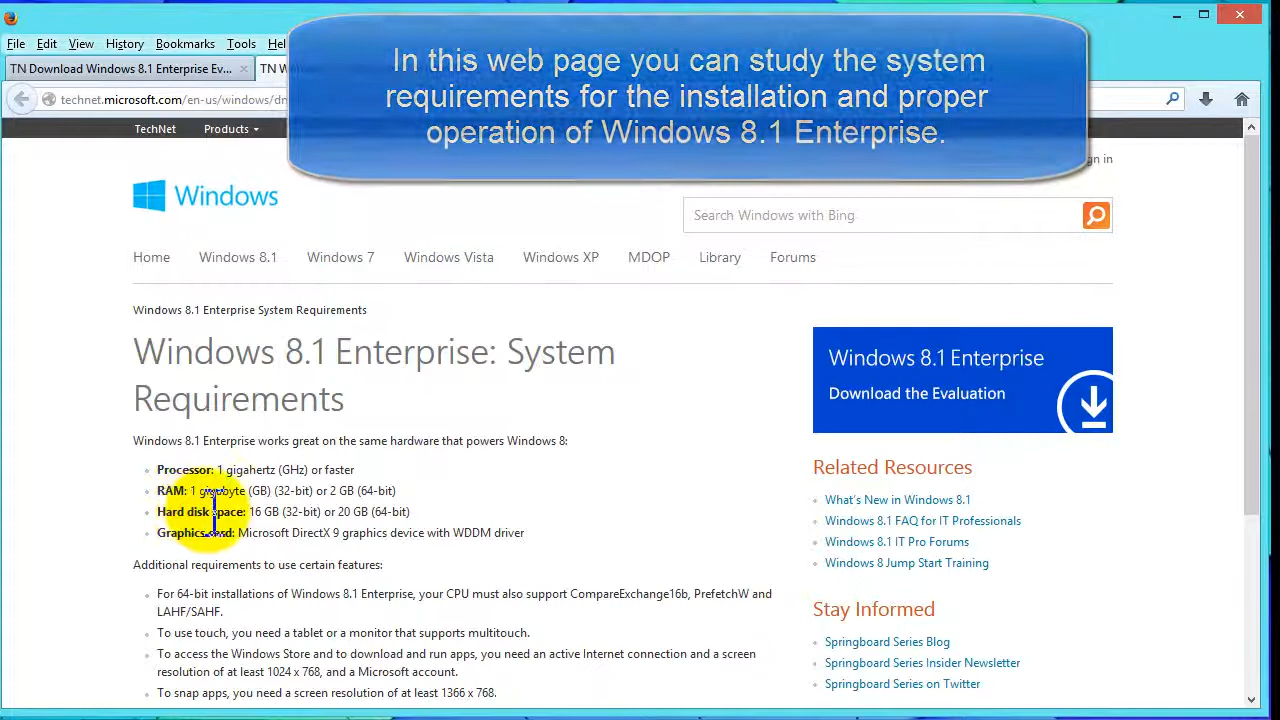 File Edit View History Bookmarks Tools Hel
In this web page you can study the system
requirements for the installation and proper
operation of Windows 8.1 Enterprise.
TN Download Windows 8.1 Enterprise Ev...
TN W
technet.microsoft.com/en-us/windows/dn
TechNet Products
gn in
Windows
Search Windows with Bing
Home Windows 8.1 Windows 7 Windows Vista Windows XP MDOP Library Forums
Windows 8.1 Enterprise System Requirements
Windows 8.1 Enterprise: System
Requirements
Windows 8.1 Enterprise works great on the same hardware that powers Windows 8:
Processor: 1 gigahertz (GHz) or faster
RAM: 1 gigabyte (GB) (32-bit) or 2 GB (64-bit)
Hard disk space: 16 GB (32-bit) or 20 GB (64-bit)
Graphics card: Microsoft DirectX 9 graphics device with WDDM driver
Additional requirements to use certain features:
For 64-bit installations of Windows 8.1 Enterprise, your CPU must also support CompareExchange16b, PrefetchW and
LAHF/SAHF.
To use touch, you need a tablet or a monitor that supports multitouch.
To access the Windows Store and to download and run apps, you need an active Internet connection and a screen
resolution of at least 1024 x 768, and a Microsoft account.
To snap apps, you need a screen resolution of at least 1366 x 768.
Windows 8.1 Enterprise
Download the Evaluation
Related Resources
What's New in Windows 8.1
Windows 8.1 FAQ for IT Professionals
Windows 8.1 IT Pro Forums
Windows 8 Jump Start Training
Stay Informed
Springboard Series Blog
Springboard Series Insider Newsletter
Springboard Series on Twitter